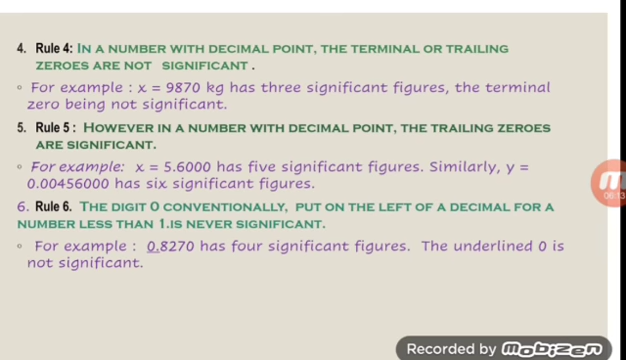 4. Rule 4: IN A NUMBER WITH DECIMAL POINT, THE TERMINAL OR TRAILING
ZEROES ARE NOT SIGNIFICANT .
◦ For example : x = 9870 kg has three significant figures, the terminal
zero being not significant.
5. Rule 5 : HOWEVER IN A NUMBER WITH DECIMAL POINT, THE TRAILING ZEROES
ARE SIGNIFICANT.
◦ For example: x = 5.6000 has five significant figures. Similarly, y =
0.00456000 has six significant figures.
6. Rule 6. THE DIGIT 0 CONVENTIONALLY, PUT ON THE LEFT OF A DECIMAL FOR A
NUMBER LESS THAN 1.IS NEVER SIGNIFICANT.
◦ For example : 0.8270 has four significant figures. The underlined 0 is
not significant.
06:13
Recorded by Mobizen